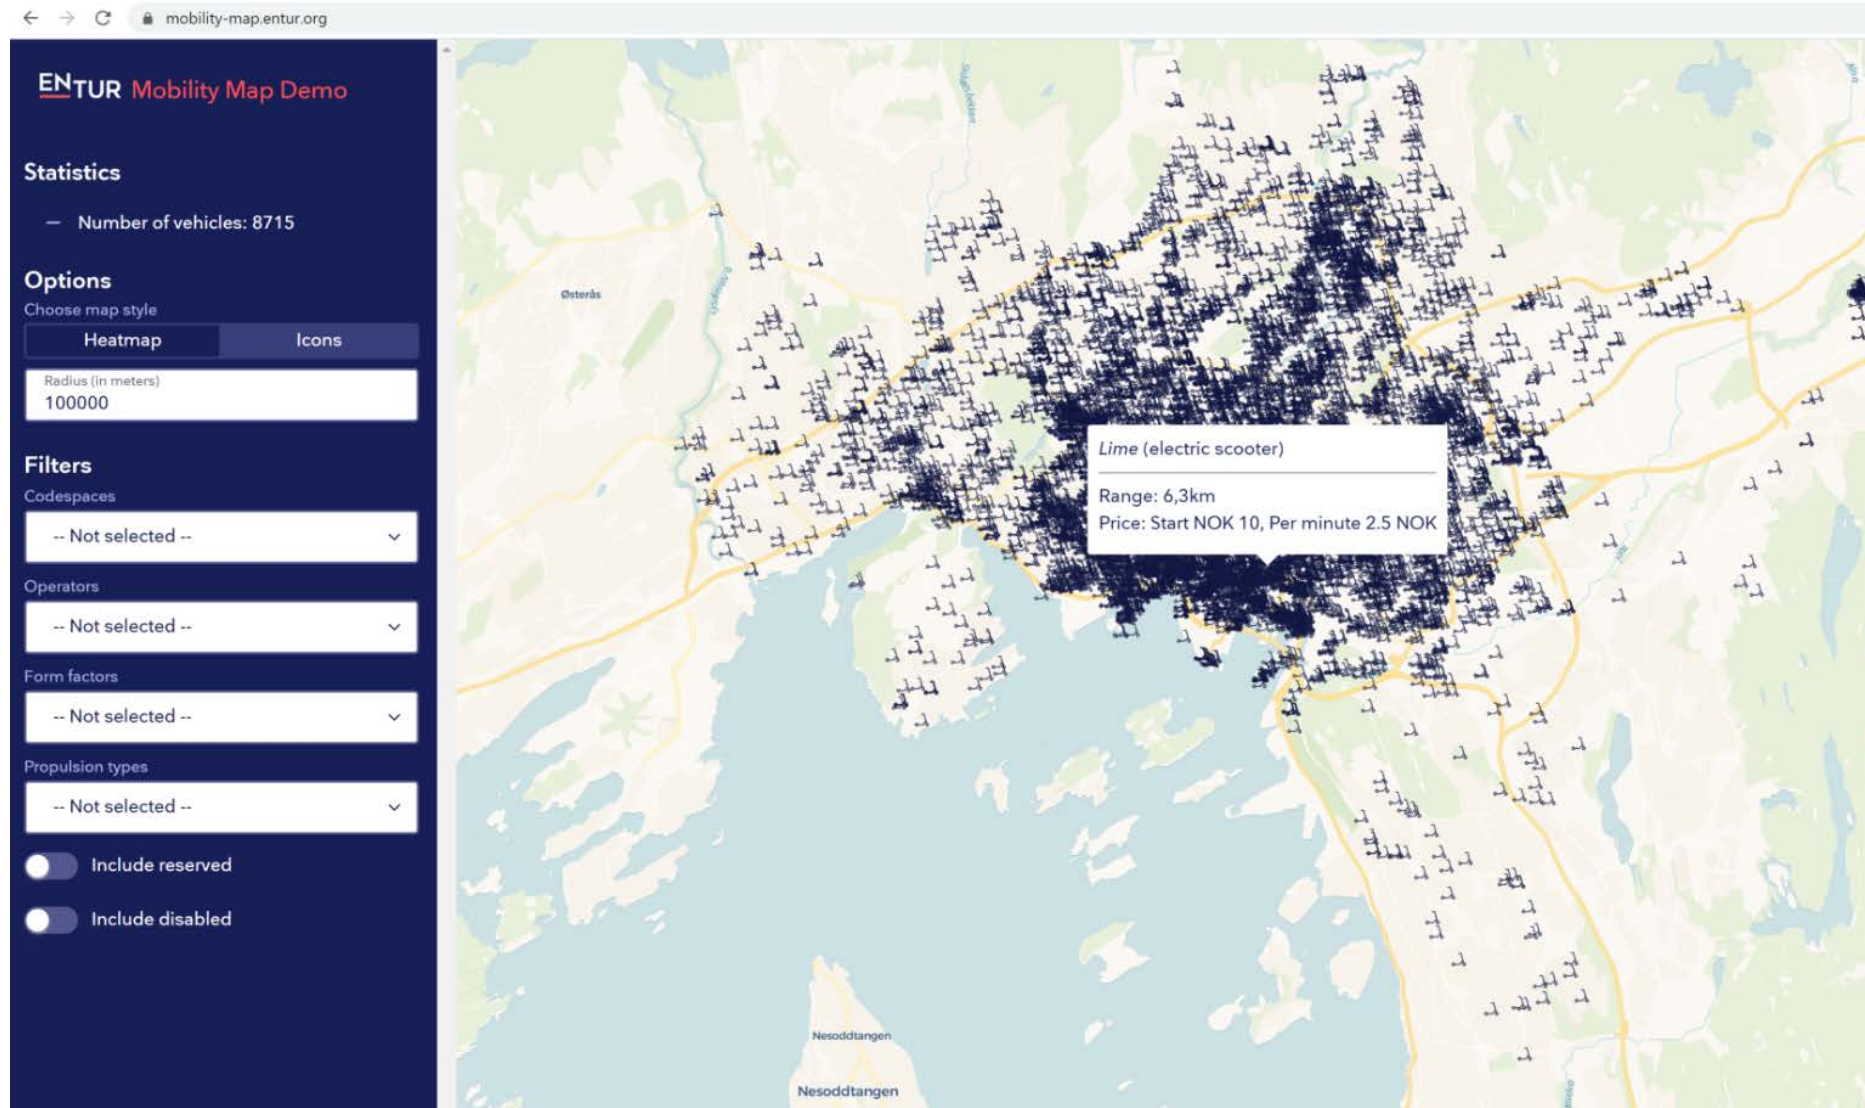 mobility-map.entur.org
ENTUR Mobility Map Demo
Statistics
– Number of vehicles: 8715
Options
Choose map style
Heatmap Icons
Radius (in meters)
100000
Filters
Codespaces
-- Not selected --
Operators
-- Not selected --
Form factors
-- Not selected --
Propulsion types
-- Not selected --
Include reserved
Include disabled
Østerås
Lime (electric scooter)
Range: 6,3km
Price: Start NOK 10, Per minute 2.5 NOK
Nesoddtangen
Nesoddtangen